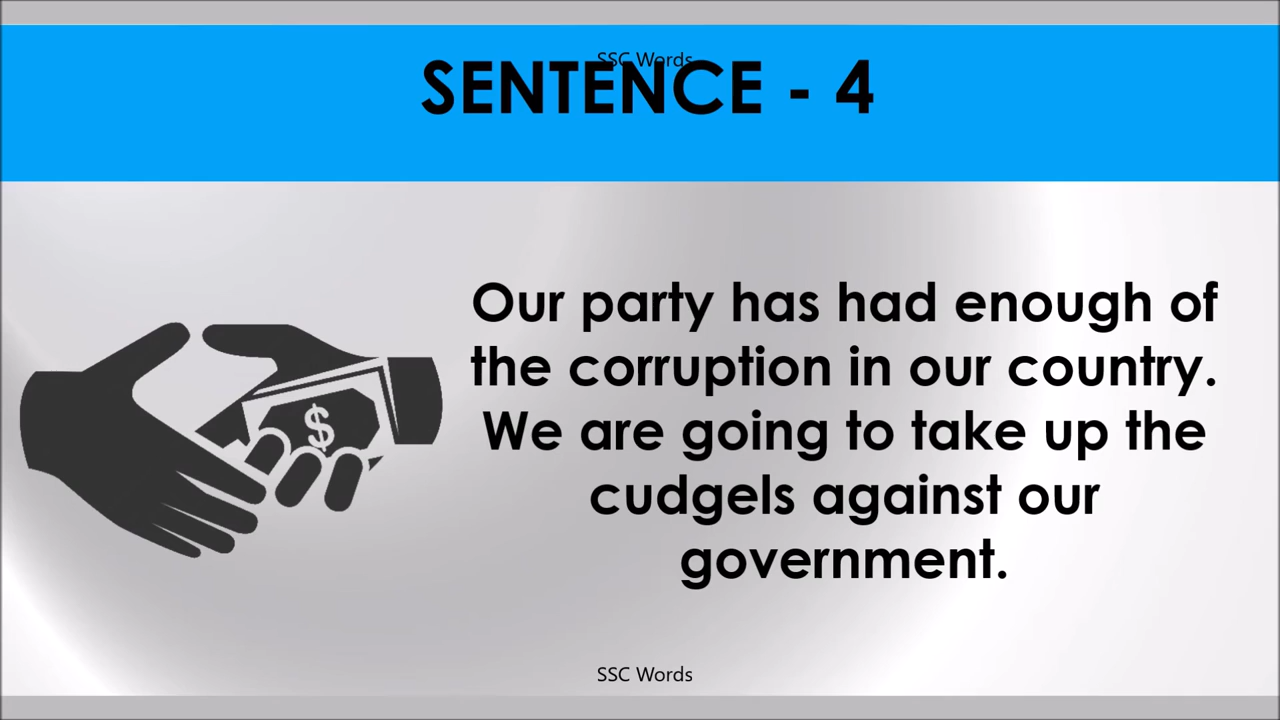 SSC Words
SENTENCE - 4
Our party has had enough of
the corruption in our country.
We are going to take up the
cudgels against our
government.
$
SSC Words